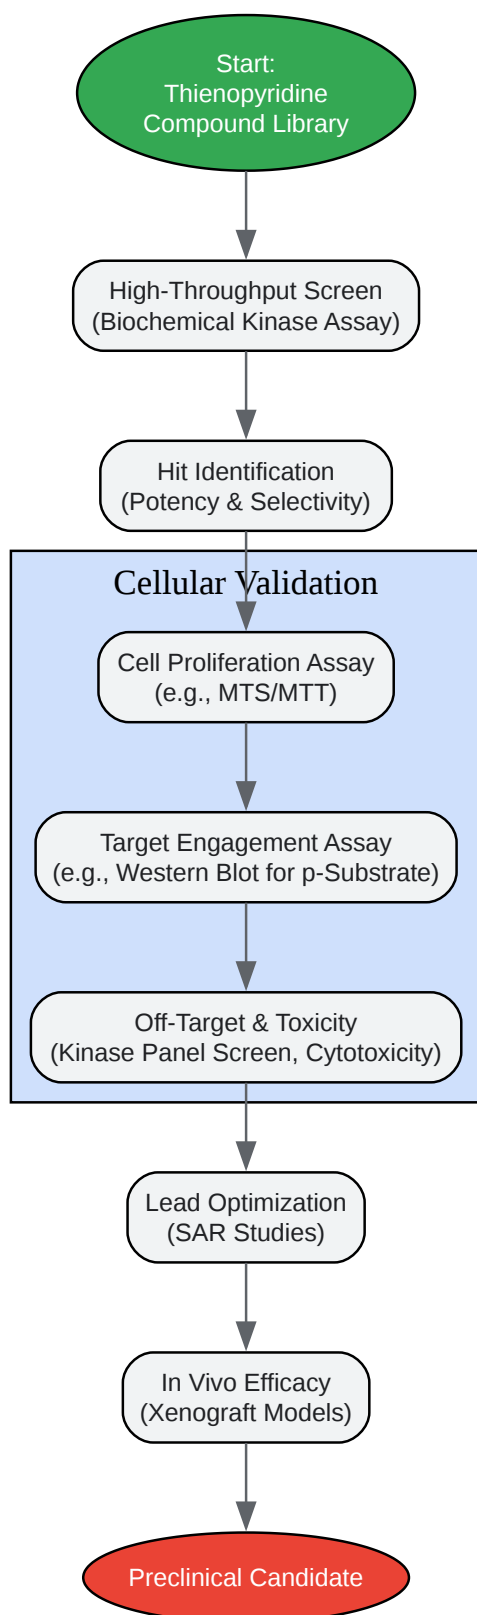 Start:
Thienopyridine
Compound Library
High-Throughput Screen
(Biochemical Kinase Assay)
Hit Identification
(Potency & Selectivity)
Cellular Validation
Cell Proliferation Assay
(e.g., MTS/MTT)
Target Engagement Assay
(e.g., Western Blot for p-Substrate)
Off-Target & Toxicity
(Kinase Panel Screen, Cytotoxicity)
Lead Optimization
(SAR Studies)
In Vivo Efficacy
(Xenograft Models)
Preclinical Candidate